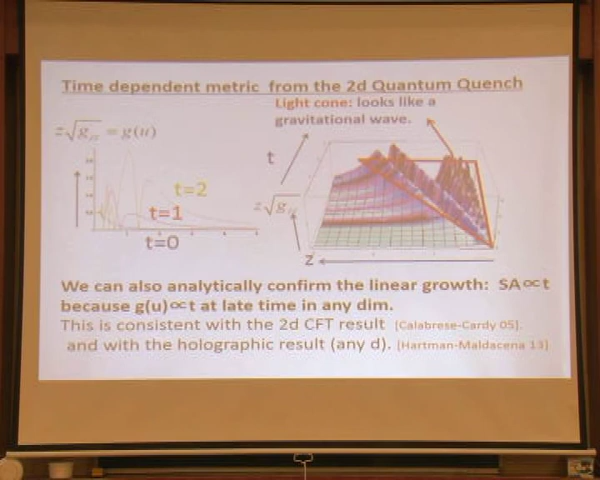 Time dependent metric from the 2d Quantum Quench
Light cone: looks like a
gravitational wave.
z√g_zz = g(u)
t
t=2
t=1
t=0
z√g_zz
z
We can also analytically confirm the linear growth: SA∝t
because g(u)∝t at late time in any dim.
This is consistent with the 2d CFT result [Calabrese-Cardy 05].
and with the holographic result (any d). [Hartman-Maldacena 13]